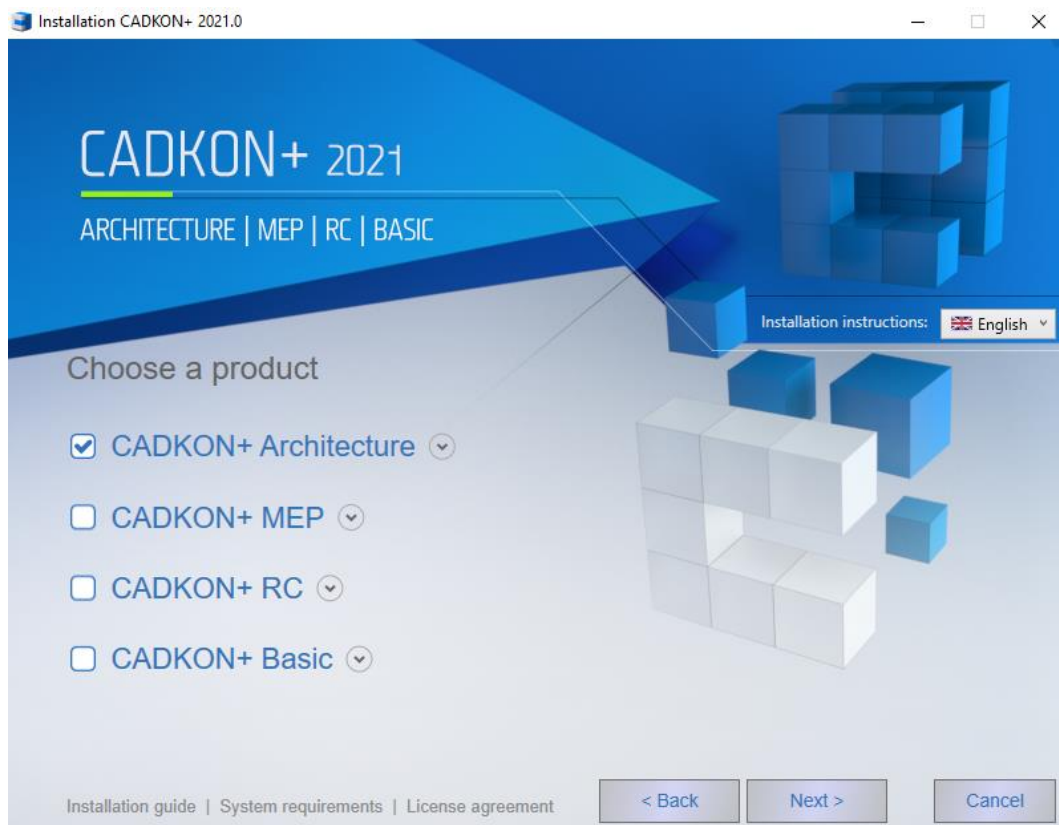 Installation CADKON+ 2021.0
CADKON+ 2021
ARCHITECTURE | MEP | RC | BASIC
Installation instructions: English
Choose a product
CADKON+ Architecture
CADKON+ MEP
CADKON+ RC
CADKON+ Basic
Installation guide | System requirements | License agreement
< Back Next > Cancel